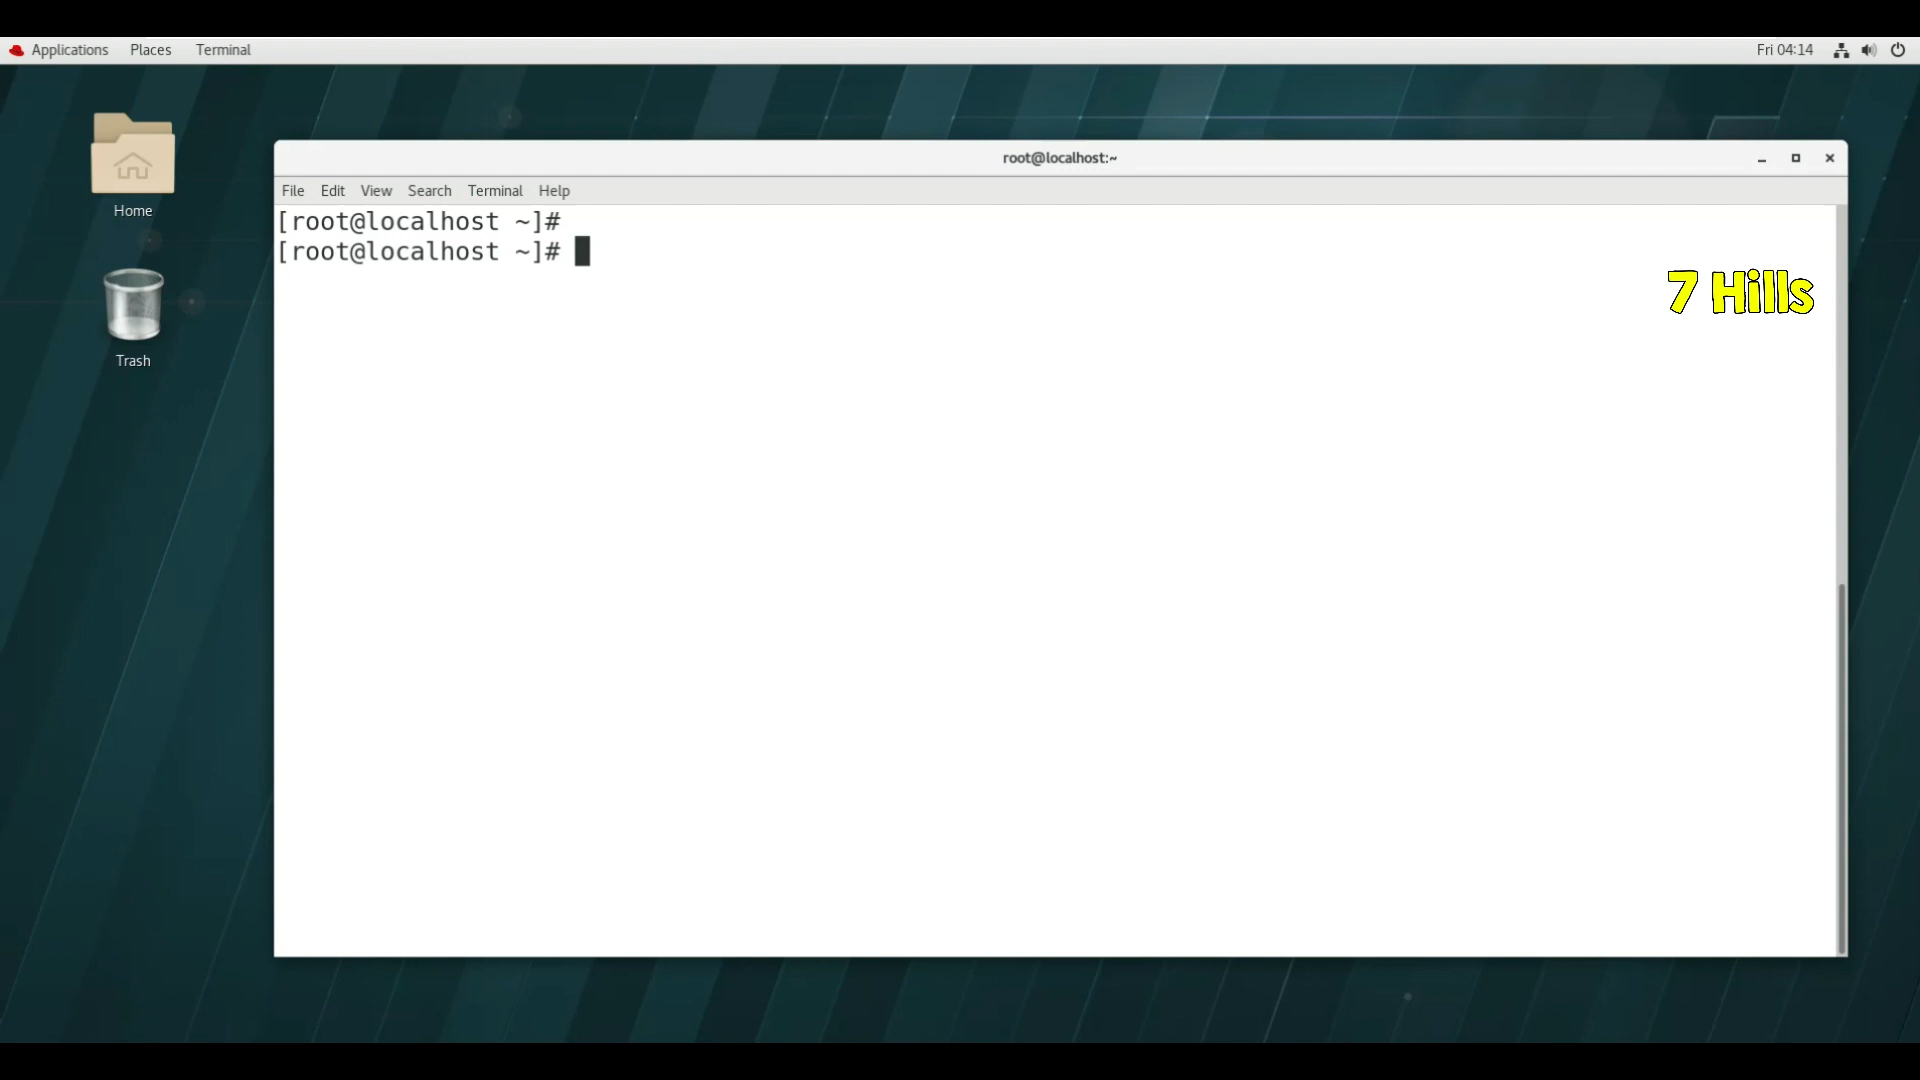 Applications Places Terminal Fri 04:14
Home
Trash
root@localhost:~
File Edit View Search Terminal Help
[root@localhost ~]#
[root@localhost ~]#
7 Hills